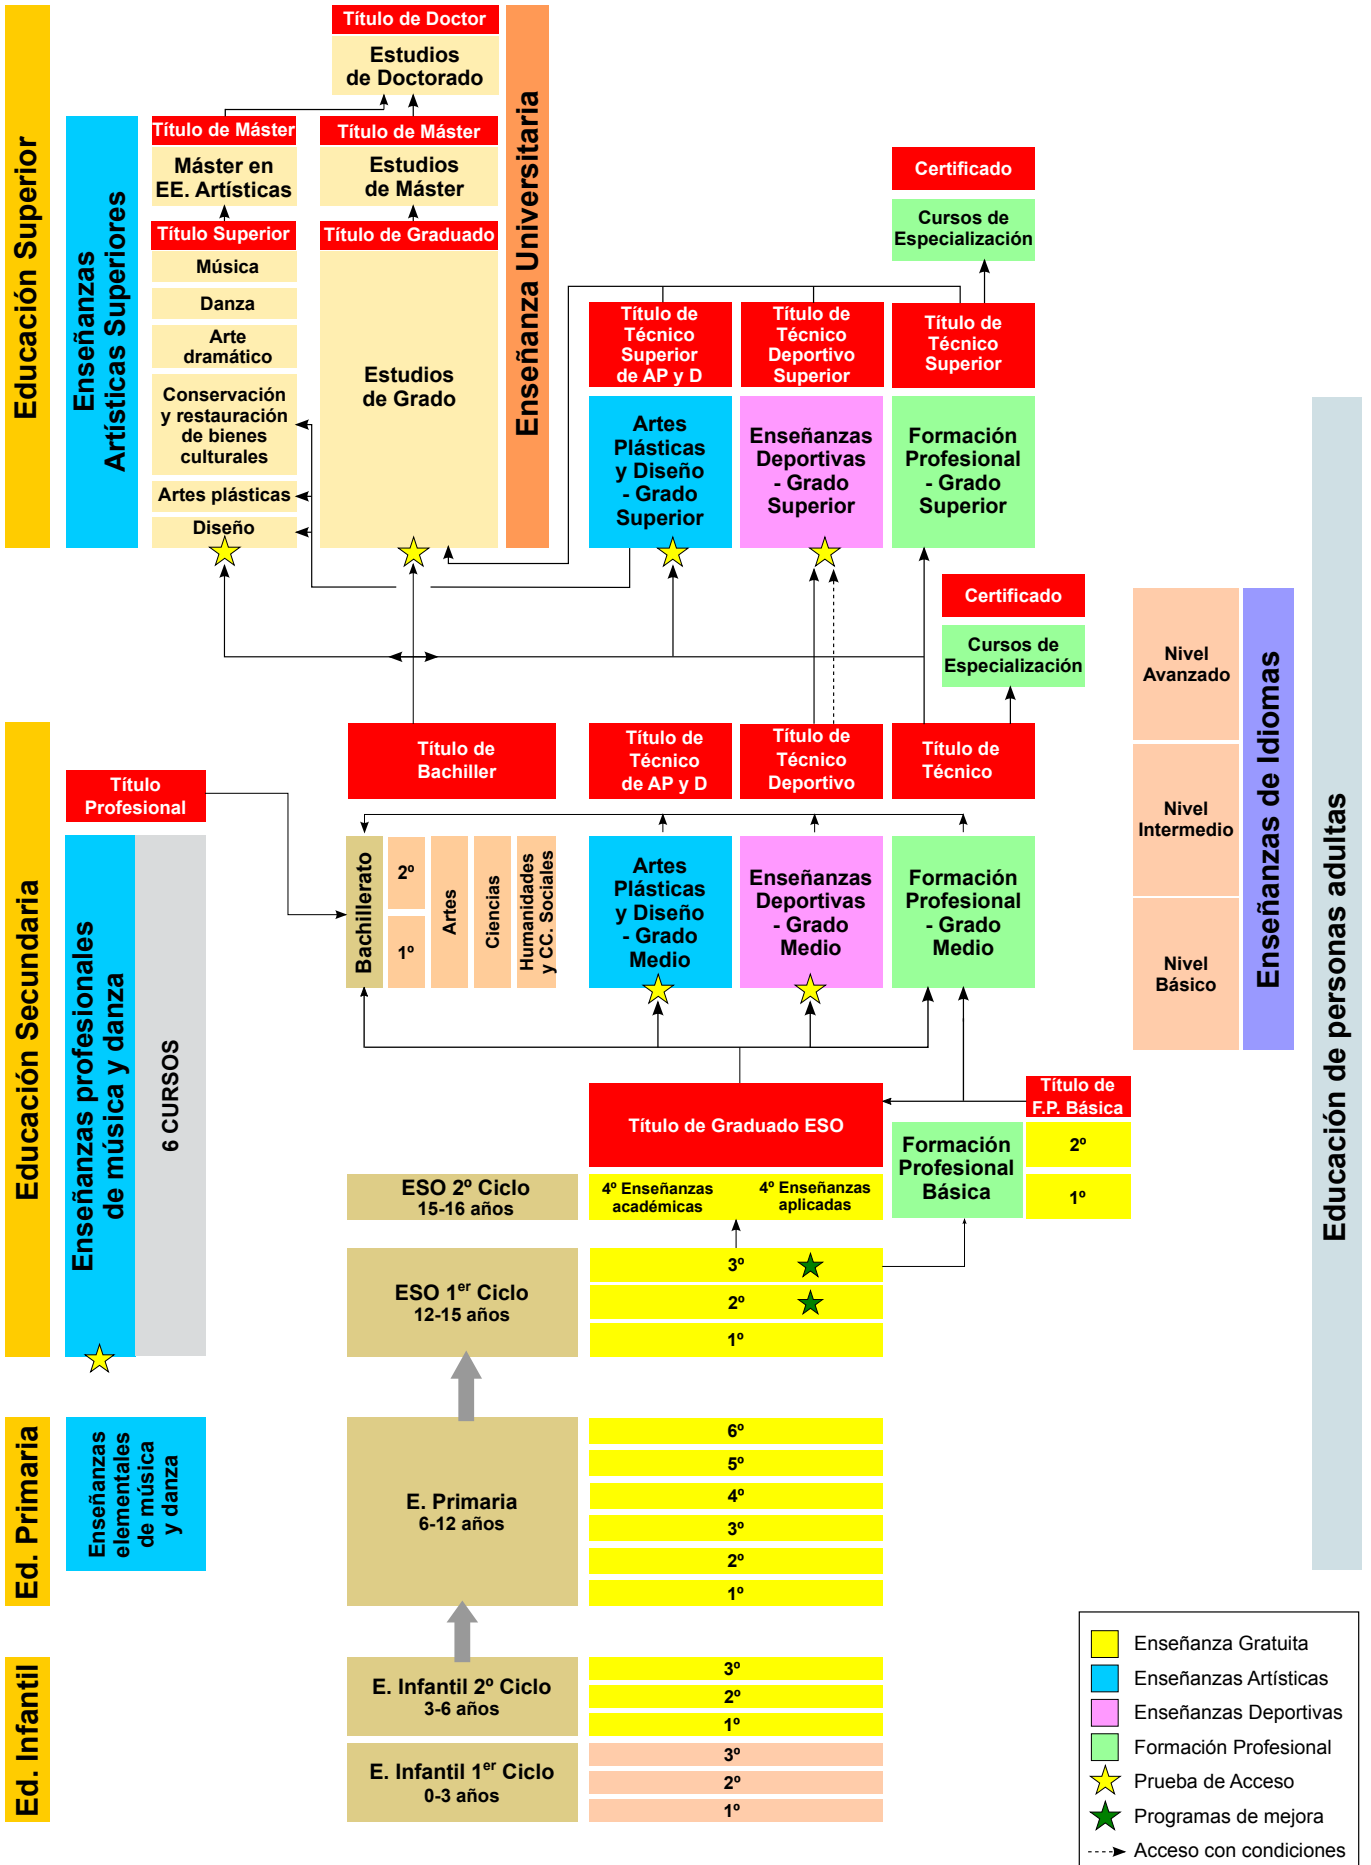 Título de Doctor
Estudios
de Doctorado
Educación Superior
Enseñanzas
Artísticas Superiores
Título de Máster
Máster en
EE. Artísticas
Título Superior
Música
Danza
Arte
dramático
Conservación
y restauración
de bienes
culturales
Artes plásticas
Diseño
Título de Máster
Estudios
de Máster
Título de Graduado
Estudios
de Grado
Enseñanza Universitaria
Certificado
Cursos de
Especialización
Título de
Técnico
Superior
de AP y D
Título de
Técnico
Deportivo
Superior
Título de
Técnico
Superior
Artes
Plásticas
y Diseño
- Grado
Superior
Enseñanzas
Deportivas
- Grado
Superior
Formación
Profesional
- Grado
Superior
Certificado
Cursos de
Especialización
Nivel
Avanzado
Nivel
Intermedio
Nivel
Básico
Enseñanzas de Idiomas
Educación de personas adultas
Educación Secundaria
Título
Profesional
Enseñanzas profesionales
de música y danza
6 CURSOS
Título de
Bachiller
Título de
Técnico
de AP y D
Título de
Técnico
Deportivo
Título de
Técnico
Bachillerato
2º
1º
Artes
Ciencias
Humanidades
y CC. Sociales
Artes
Plásticas
y Diseño
- Grado
Medio
Enseñanzas
Deportivas
- Grado
Medio
Formación
Profesional
- Grado
Medio
Título de Graduado ESO
Título de
F.P. Básica
Formación
Profesional
Básica
2º
1º
ESO 2º Ciclo
15-16 años
4º Enseñanzas
académicas
4º Enseñanzas
aplicadas
ESO 1er Ciclo
12-15 años
3º
2º
1º
Ed. Primaria
Enseñanzas
elementales
de música
y danza
E. Primaria
6-12 años
6º
5º
4º
3º
2º
1º
Ed. Infantil
E. Infantil 2º Ciclo
3-6 años
3º
2º
1º
E. Infantil 1er Ciclo
0-3 años
3º
2º
1º
Enseñanza Gratuita
Enseñanzas Artísticas
Enseñanzas Deportivas
Formación Profesional
Prueba de Acceso
Programas de mejora
Acceso con condiciones